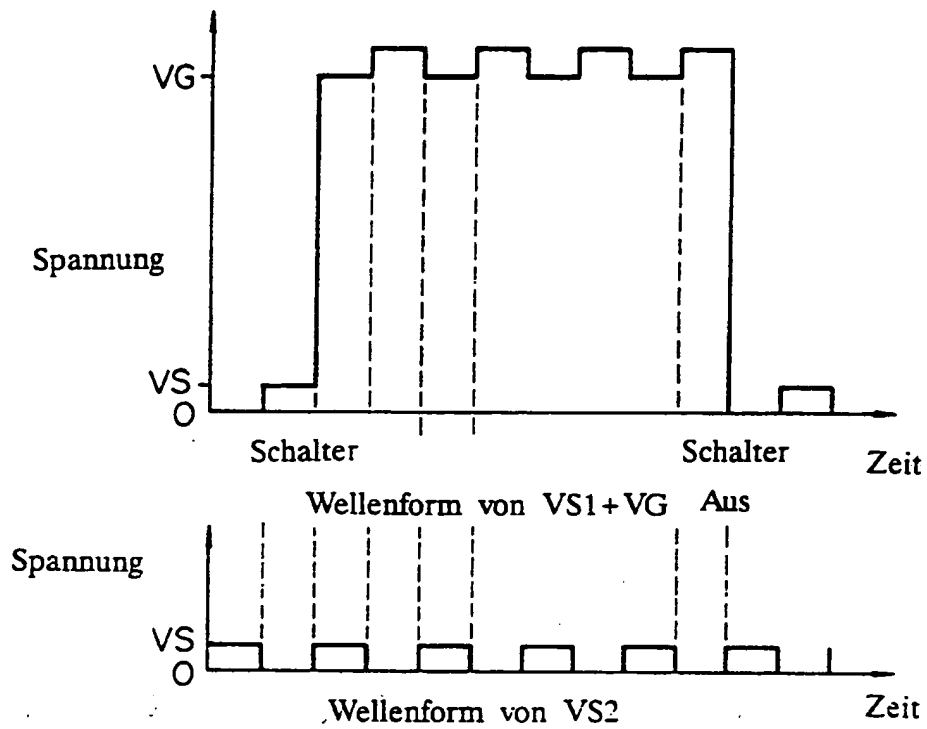 VG
Spannung
VS
O
Schalter
Schalter
Zeit
Wellenform von VS1+VG
Aus
Spannung
VS
O
Wellenform von VS2
Zeit